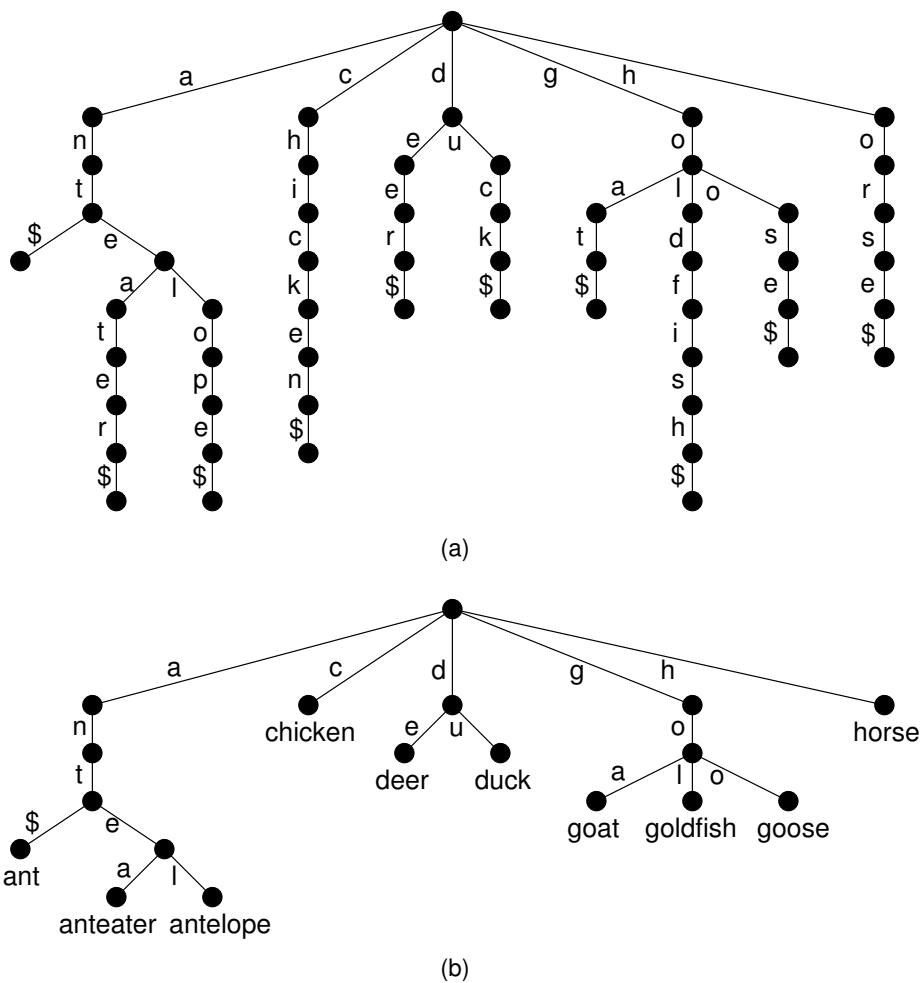 a c d g h
n h e u o o
t i e c a l o r
$ e c r k t d s s
a l k $ $ $ f e e
t o e i $ $
e p n s
r e $ h
$ $ $
(a)
a c d g h
n chicken e u o horse
t deer duck a l o
$ e goat goldfish goose
ant a l
anteater antelope
(b)